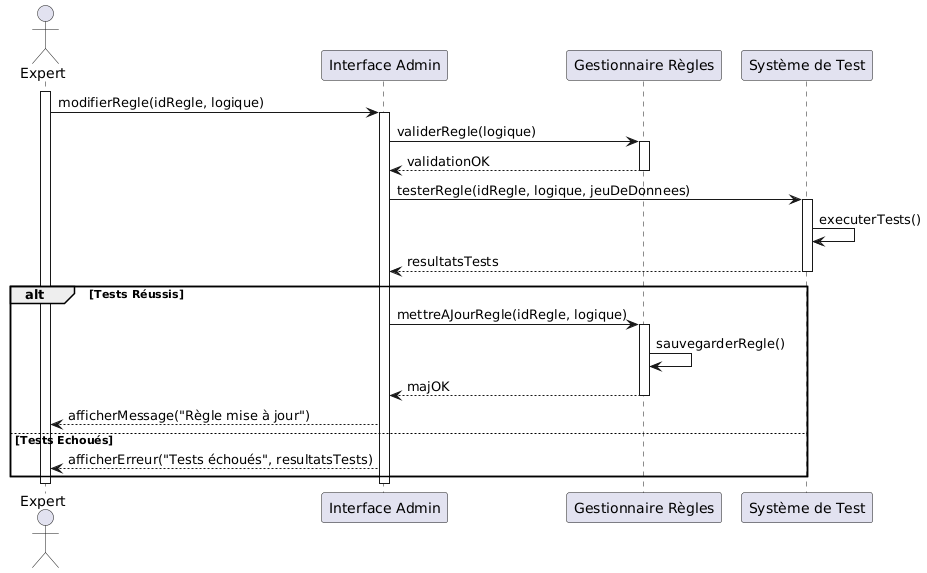 Expert
Interface Admin
Gestionnaire Règles
Système de Test
modifierRegle(idRegle, logique)
validerRegle(logique)
validationOK
testerRegle(idRegle, logique, jeuDeDonnees)
executerTests()
resultatsTests
alt [Tests Réussis]
mettreAJourRegle(idRegle, logique)
sauvegarderRegle()
majOK
afficherMessage("Règle mise à jour")
[Tests Echoués]
afficherErreur("Tests échoués", resultatsTests)
Expert
Interface Admin
Gestionnaire Règles
Système de Test